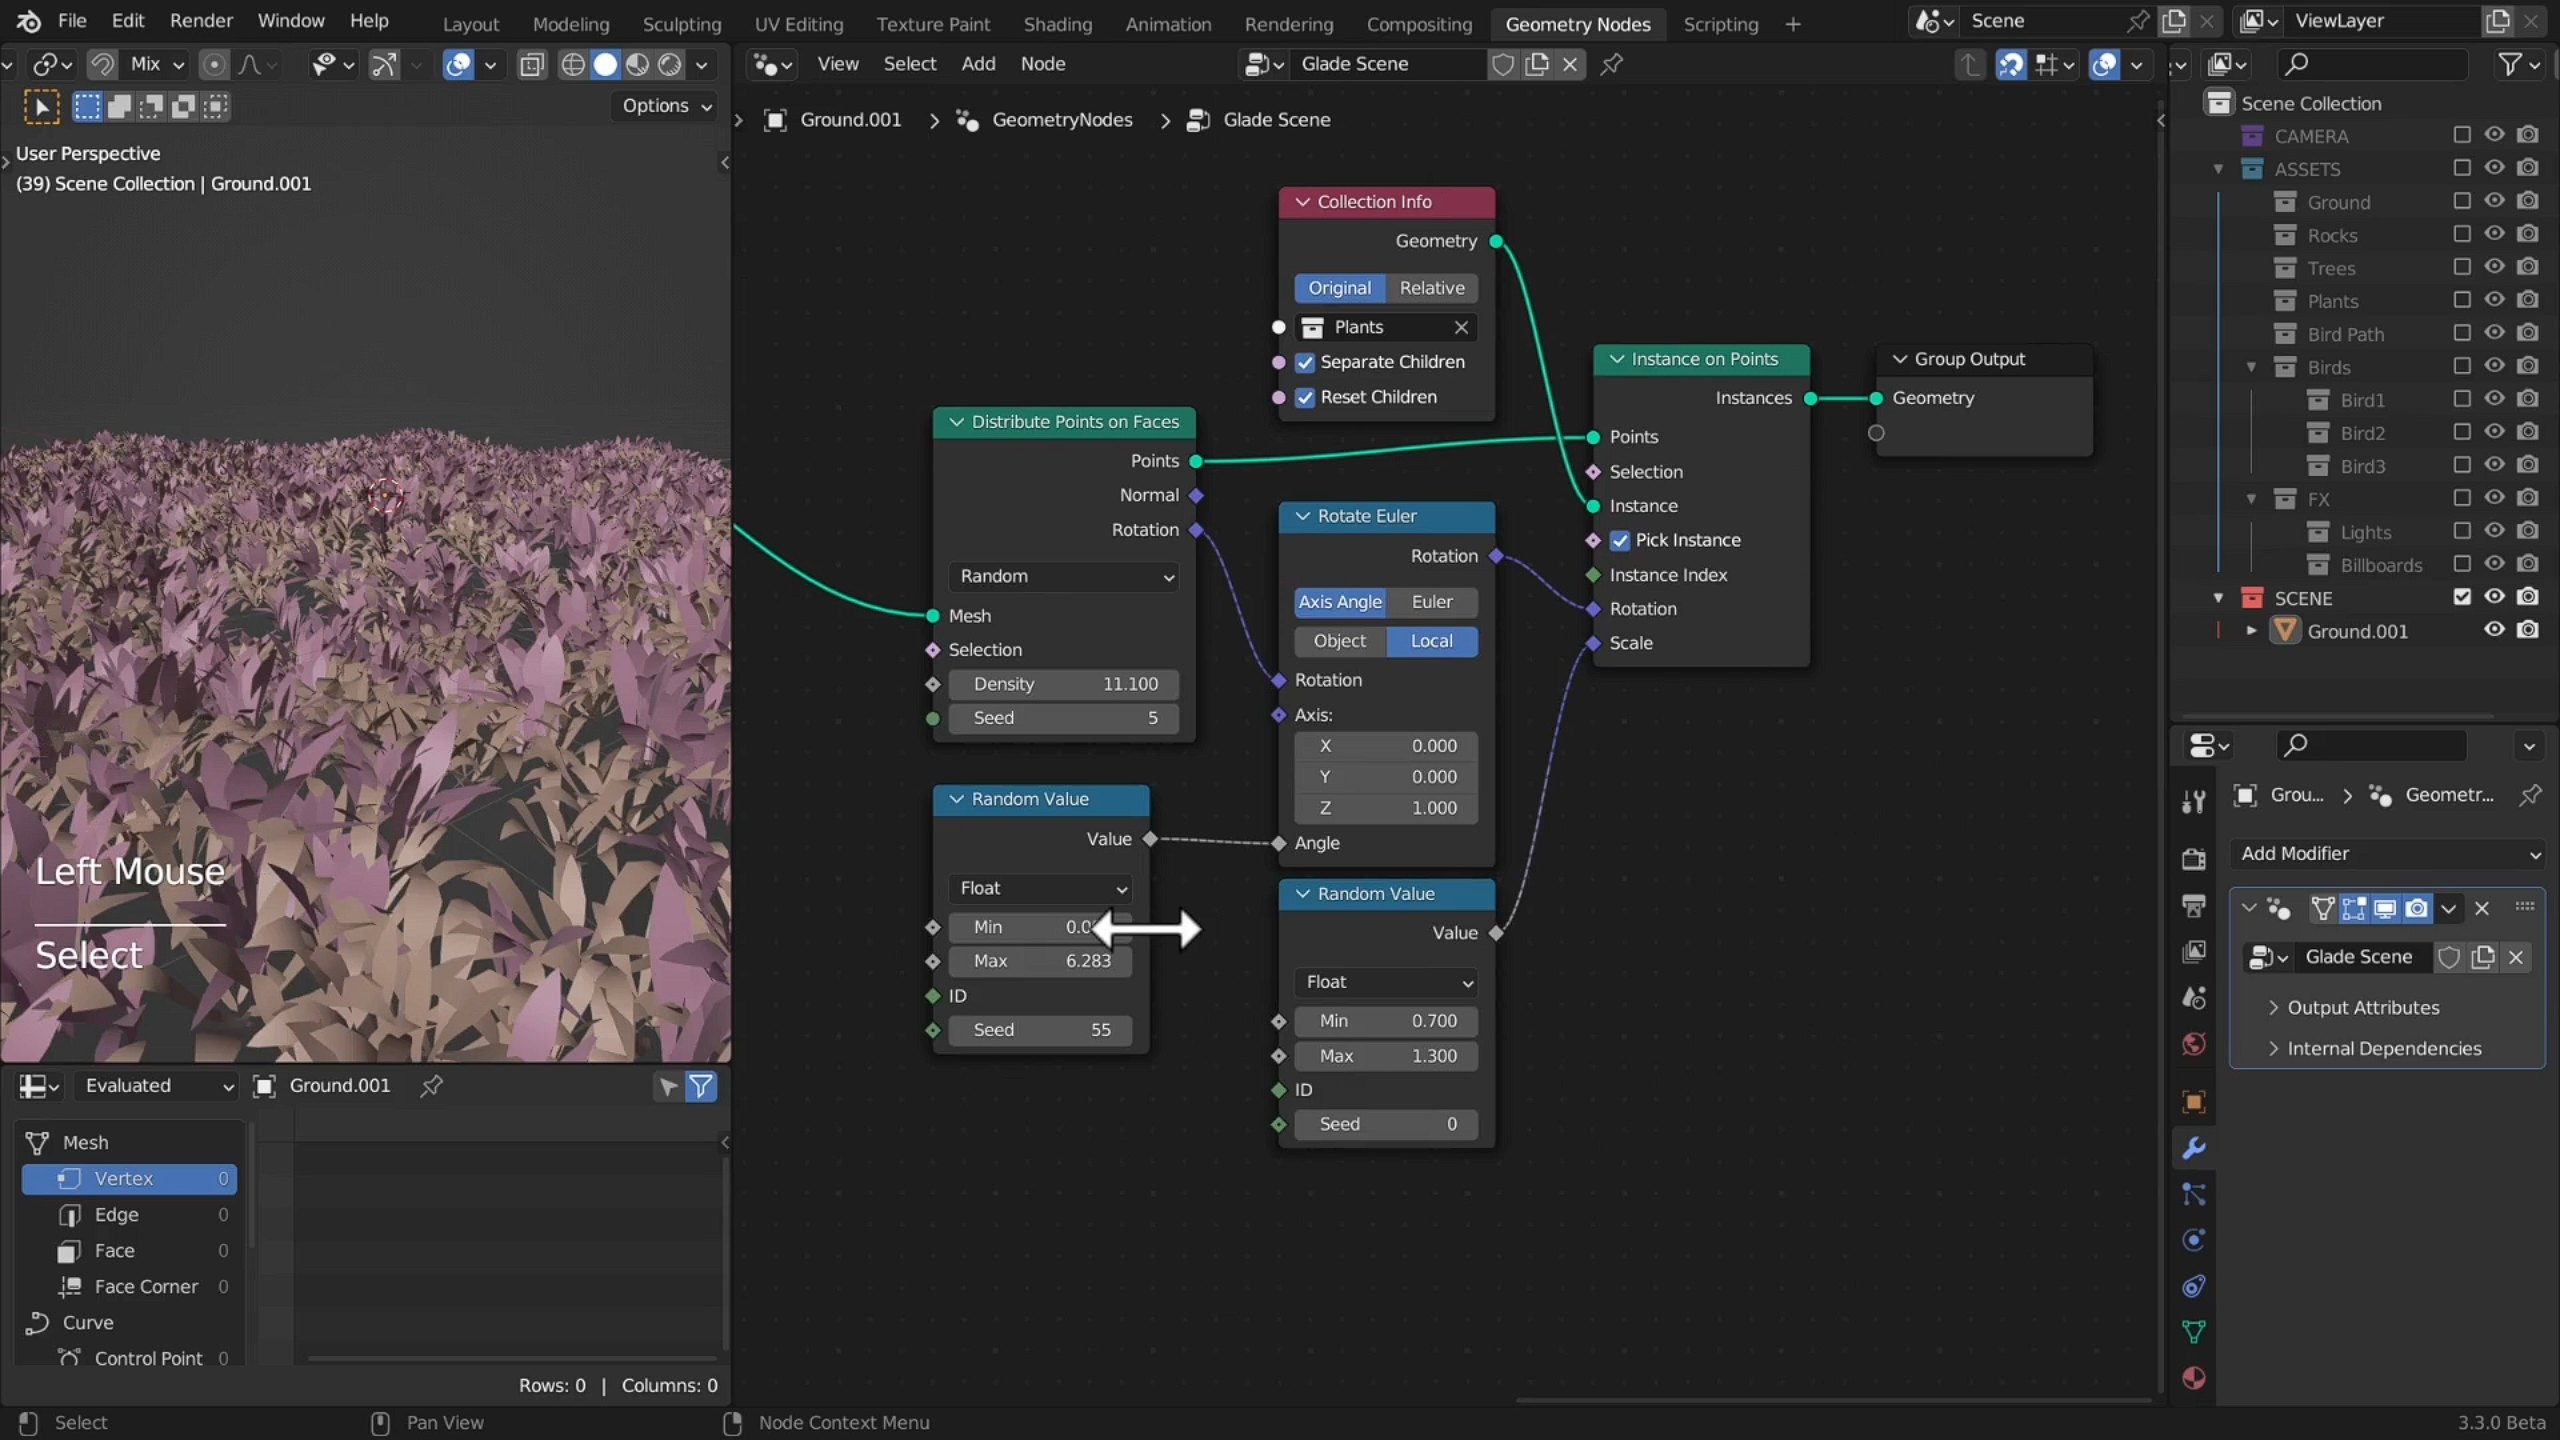 File Edit Render Window Help
Layout Modeling Sculpting UV Editing Texture Paint Shading Animation Rendering Compositing Geometry Nodes Scripting +
Scene
ViewLayer
Mix
View Select Add Node
Glade Scene
Options
Ground.001 > GeometryNodes > Glade Scene
User Perspective
(39) Scene Collection | Ground.001
Left Mouse
Select
Collection Info
Geometry
Original Relative
Plants
Separate Children
Reset Children
Distribute Points on Faces
Points
Normal
Rotation
Random
Mesh
Selection
Density 11.100
Seed 5
Random Value
Value
Float
Min
Max 6.283
ID
Seed 55
Rotate Euler
Rotation
Axis Angle Euler
Object Local
Rotation
Axis:
X 0.000
Y 0.000
Z 1.000
Angle
Random Value
Value
Float
Min 0.700
Max 1.300
ID
Seed 0
Instance on Points
Instances
Points
Selection
Instance
Pick Instance
Instance Index
Rotation
Scale
Group Output
Geometry
Scene Collection
CAMERA
ASSETS
Ground
Rocks
Trees
Plants
Bird Path
Birds
Bird1
Bird2
Bird3
FX
Lights
Billboards
SCENE
Ground.001
Grou... > Geometr...
Add Modifier
Glade Scene
Output Attributes
Internal Dependencies
Evaluated Ground.001
Mesh
Vertex 0
Edge 0
Face 0
Face Corner 0
Curve
Control Point 0
Rows: 0 | Columns: 0
Select Pan View Node Context Menu 3.3.0 Beta